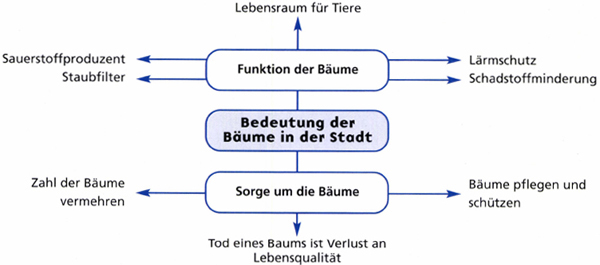 Lebensraum für Tiere
Sauerstoffproduzent
Staubfilter
Funktion der Bäume
Lärmschutz
Schadstoffminderung
Bedeutung der
Bäume in der Stadt
Zahl der Bäume
vermehren
Sorge um die Bäume
Bäume pflegen und
schützen
Tod eines Baums ist Verlust an
Lebensqualität